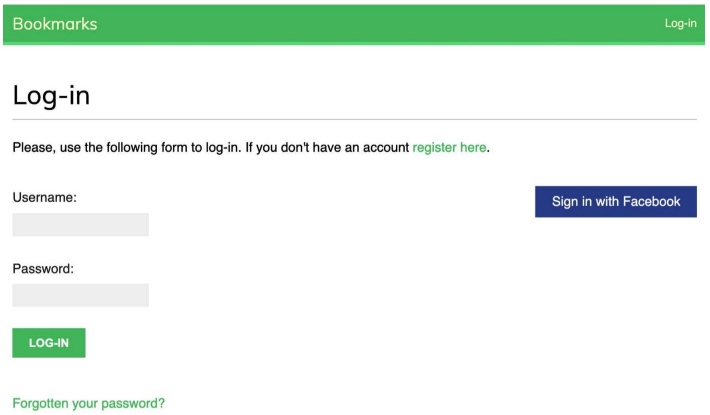 Bookmarks
Log-in
Log-in
Please, use the following form to log-in. If you don't have an account register here.
Username:
Sign in with Facebook
Password:
LOG-IN
Forgotten your password?